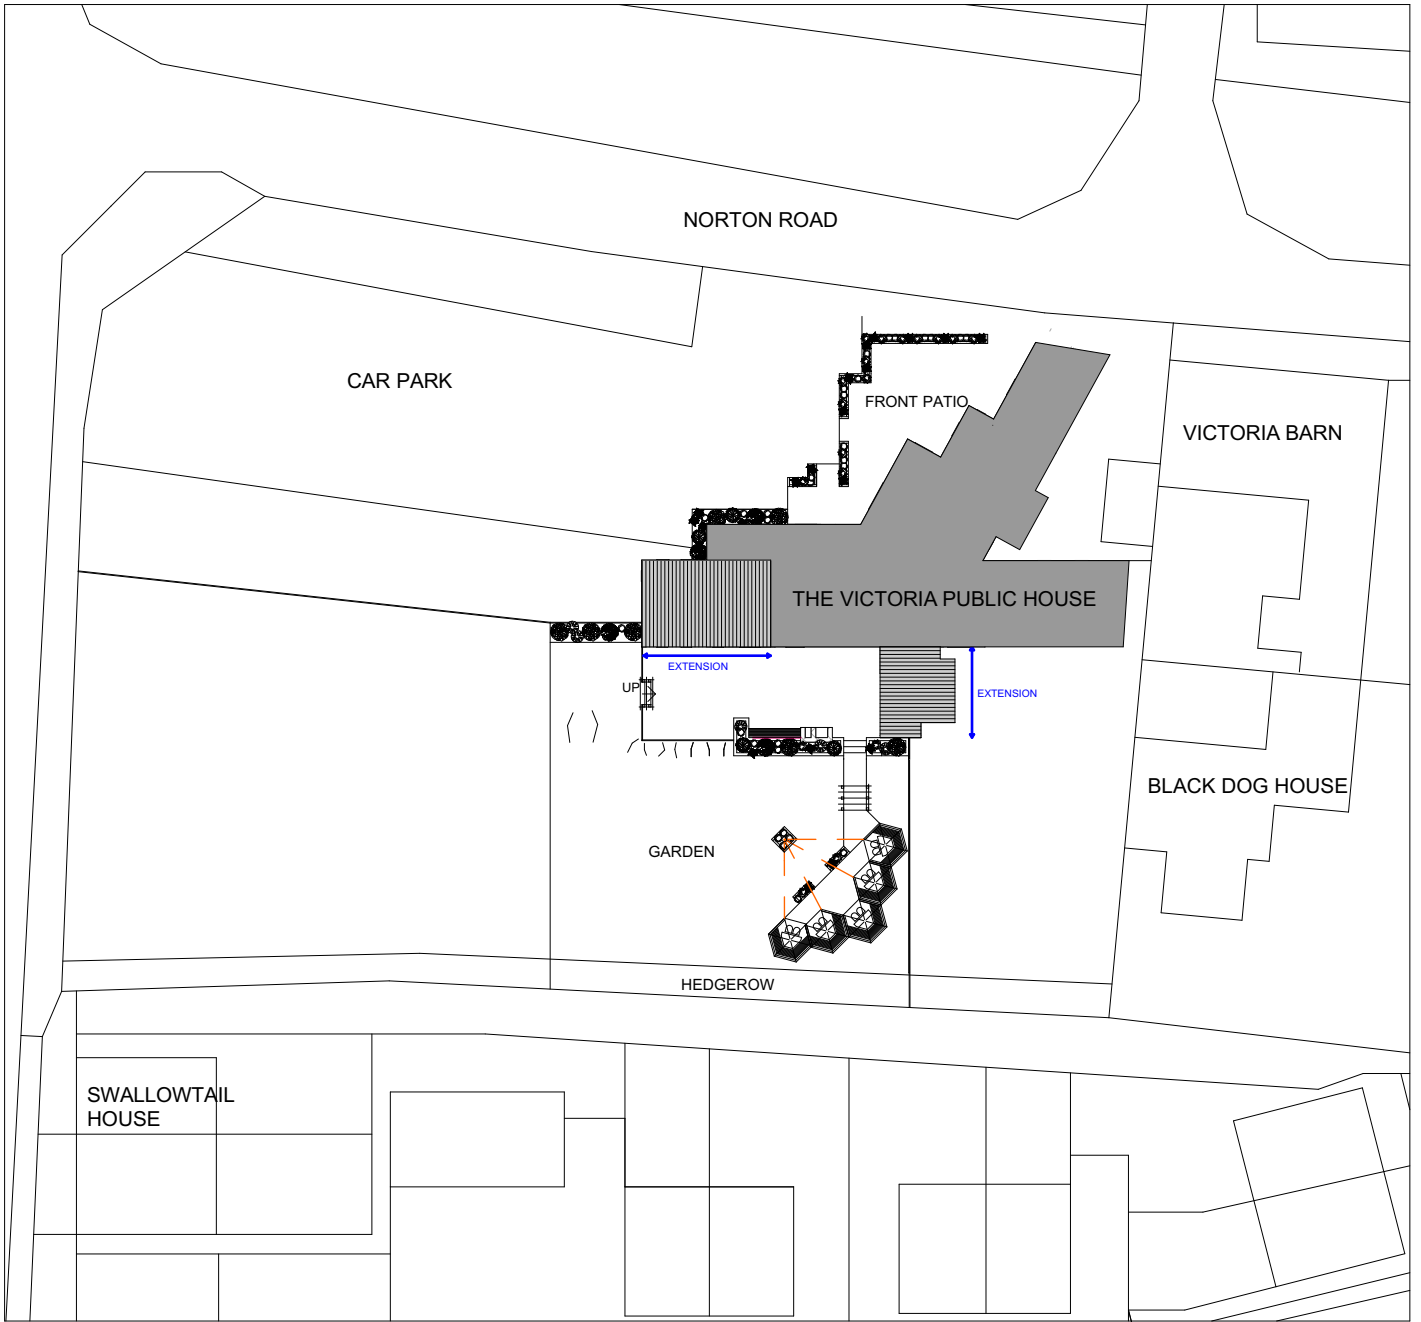 NORTON ROAD
CAR PARK
FRONT PATIO
VICTORIA BARN
THE VICTORIA PUBLIC HOUSE
EXTENSION
UP
EXTENSION
BLACK DOG HOUSE
GARDEN
HEDGEROW
SWALLOWTAIL
HOUSE